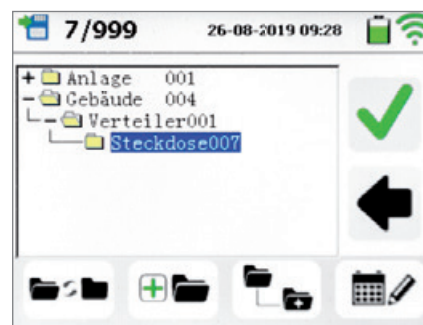 7/999 26-08-2019 09:28
+ Anlage 001
- Gebäude 004
- Verteiler001
Steckdose007